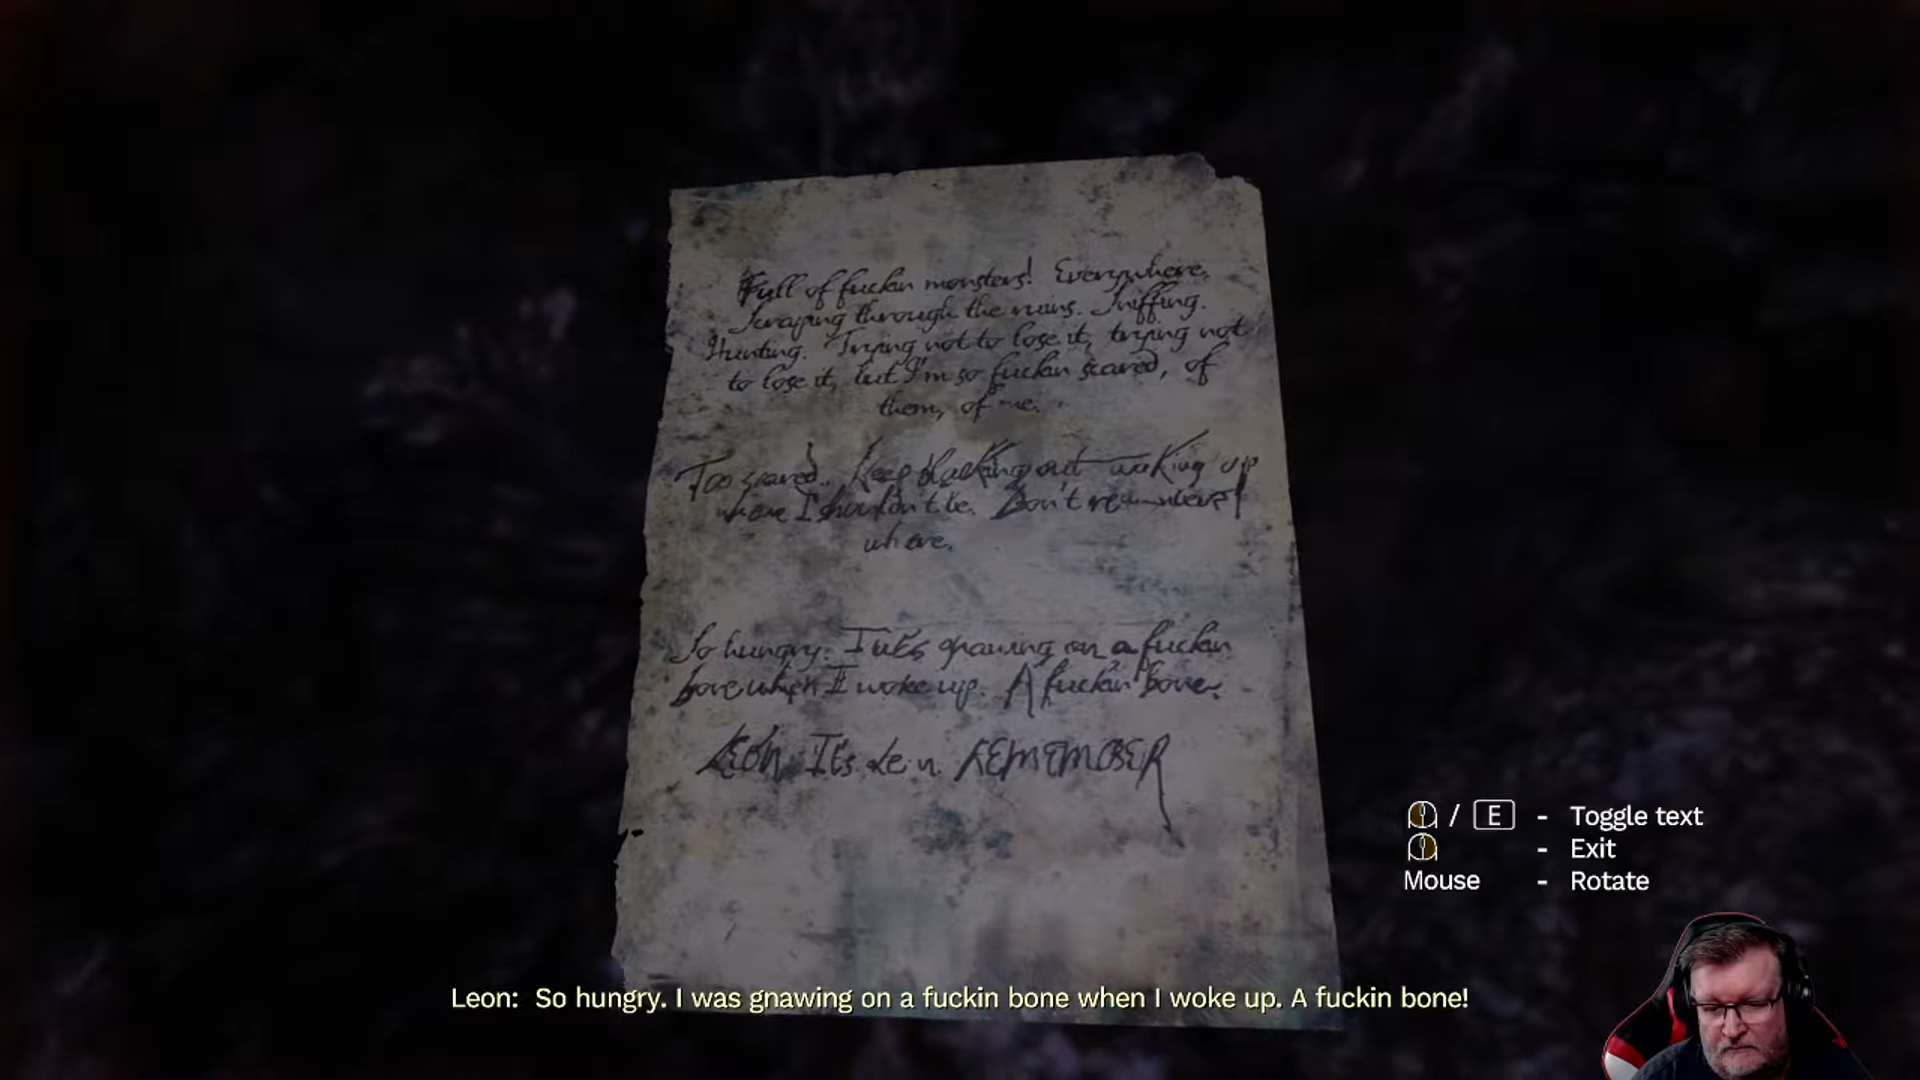 Full of fuckin monsters! Everywhere.
Scraping through the ruins. Sniffing.
Hunting. Trying not to lose it, trying not
to lose it, but I'm so fuckin scared, of
them, of me.
Too scared. Keep blacking out waking up
where I shouldn't be. Don't remember
where.
So hungry. I was gnawing on a fuckin
bone when I woke up. A fuckin bone.
Leon. It's Leon. REMEMBER
/ E - Toggle text
- Exit
Mouse - Rotate
Leon: So hungry. I was gnawing on a fuckin bone when I woke up. A fuckin bone!